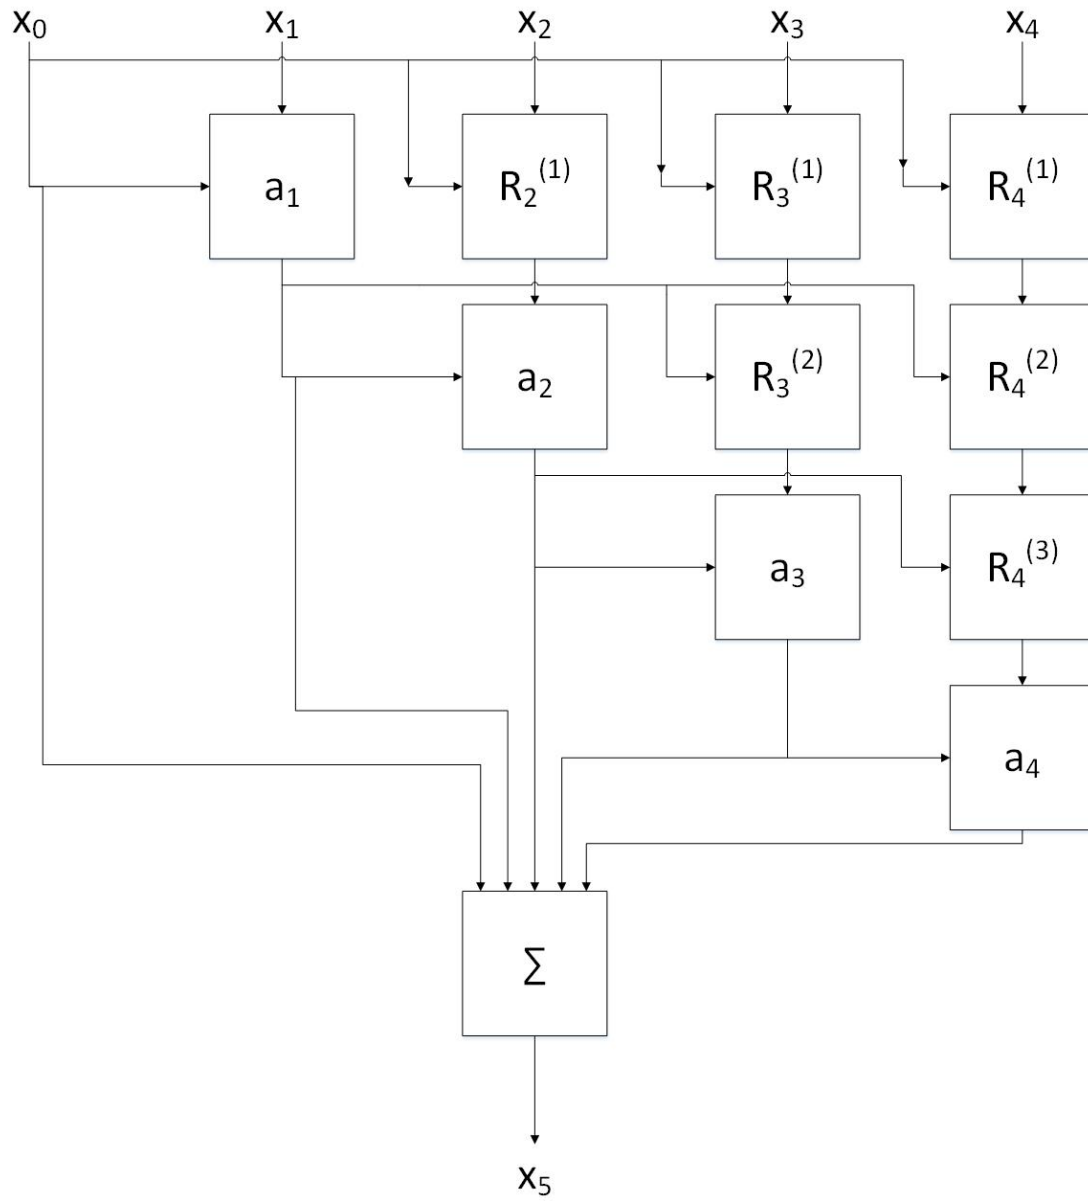 x₀ x₁ x₂ x₃ x₄
a₁ R₂⁽¹⁾ R₃⁽¹⁾ R₄⁽¹⁾
a₂ R₃⁽²⁾ R₄⁽²⁾
a₃ R₄⁽³⁾
a₄
∑
x₅